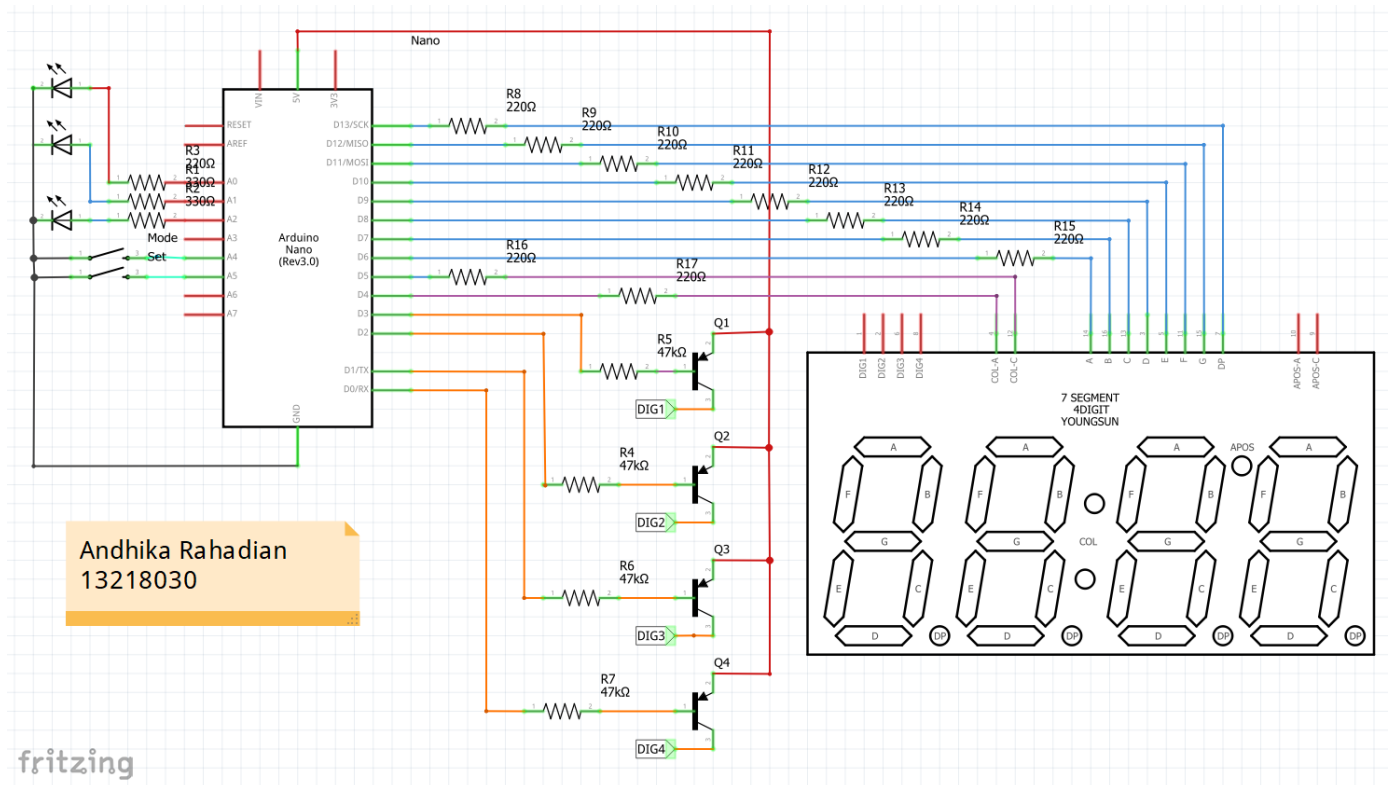 Nano
VIN
5V
3V3
RESET
AREF
A0
A1
A2
A3
A4
A5
A6
A7
D13/SCK
D12/MISO
D11/MOSI
D10
D9
D8
D7
D6
D5
D4
D3
D2
D1/TX
D0/RX
GND
Arduino
Nano
(Rev3.0)
R3
220Ω
R1
330Ω
R2
330Ω
Mode
Set
R8
220Ω
R9
220Ω
R10
220Ω
R11
220Ω
R12
220Ω
R13
220Ω
R14
220Ω
R15
220Ω
R16
220Ω
R17
220Ω
Q1
R5
47kΩ
DIG1
Q2
R4
47kΩ
DIG2
Q3
R6
47kΩ
DIG3
Q4
R7
47kΩ
DIG4
DIG1
DIG2
DIG3
DIG4
COL-A
COL-C
A
B
C
D
E
F
G
DP
APOS-A
APOS-C
7 SEGMENT
4DIGIT
YOUNGSUN
A A A APOS A
F B F B F B F B
G G COL G G
E C E C E C E C
D DP D DP D DP D DP
Andhika Rahadian
13218030
fritzing